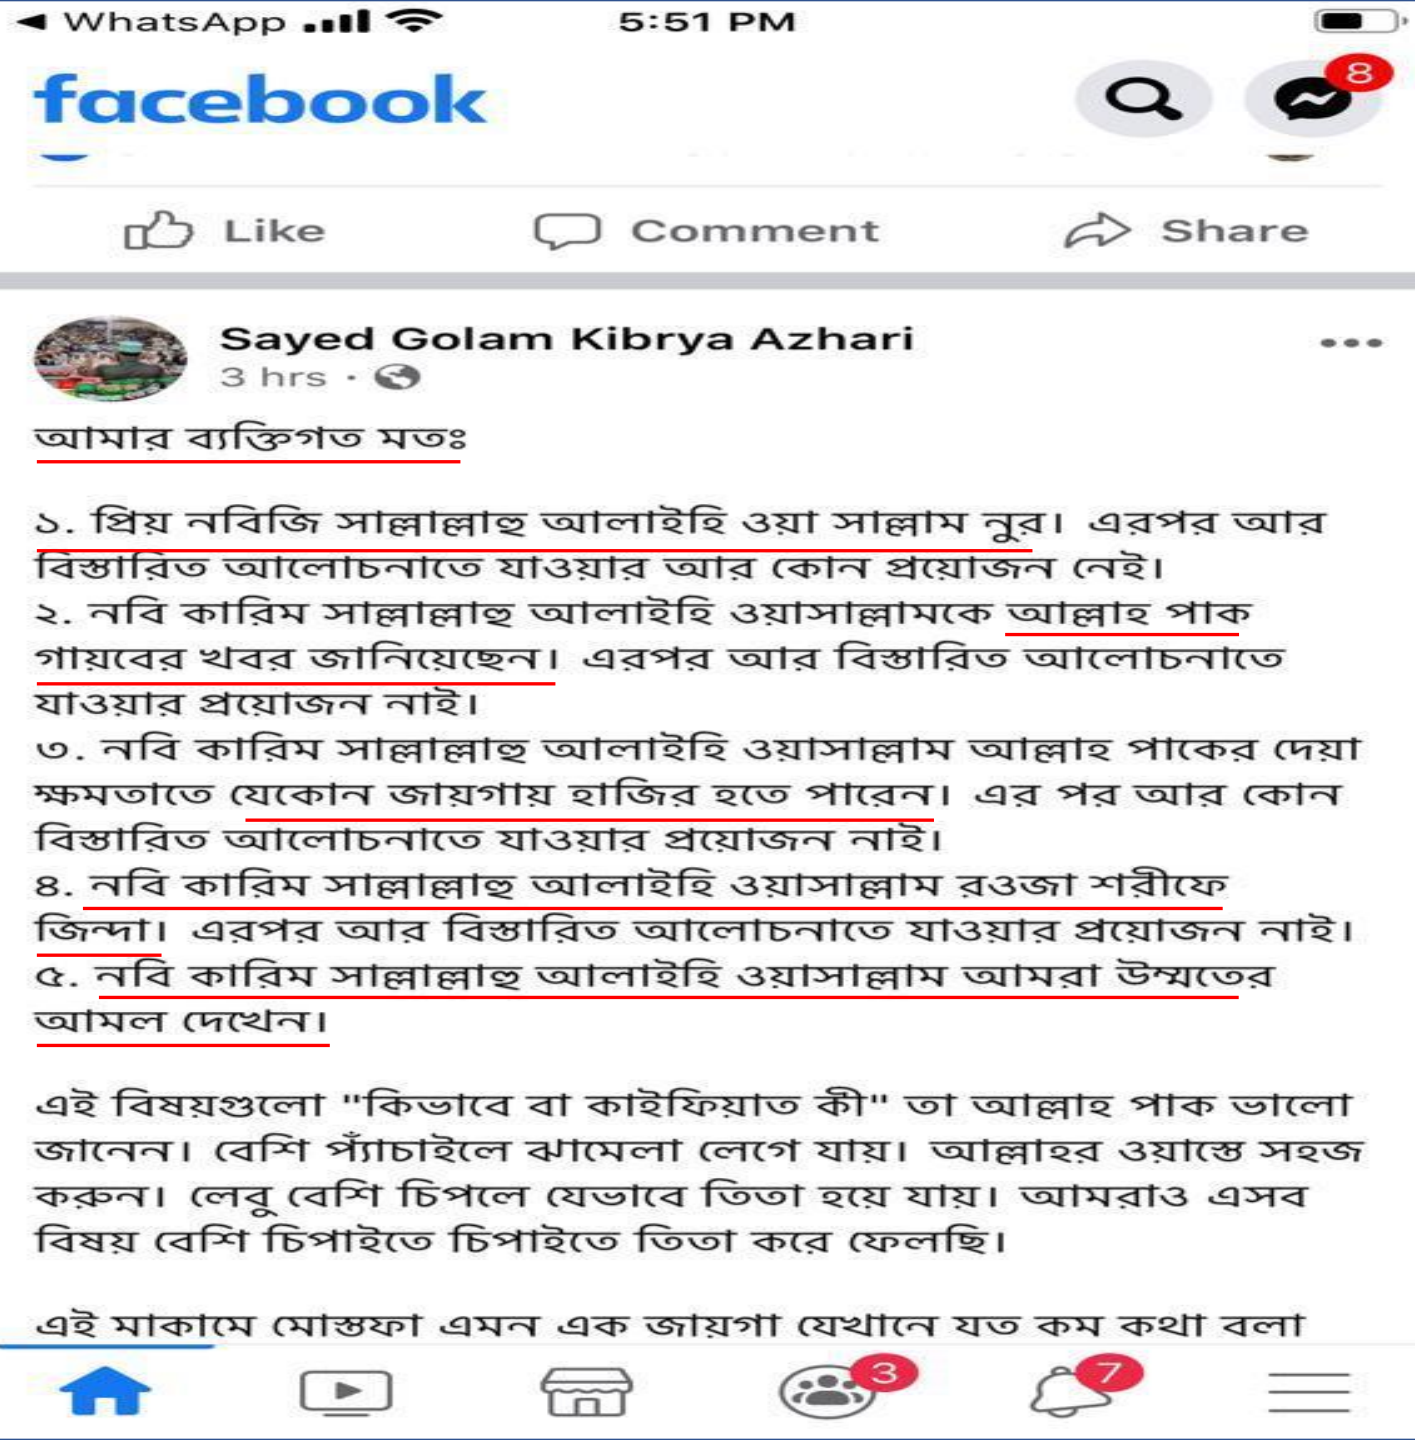 WhatsApp 5:51 PM
facebook
8
Like Comment Share
Sayed Golam Kibrya Azhari
3 hrs ·
আমার ব্যক্তিগত মতঃ
১. প্রিয় নবিজি সাল্লাল্লাহু আলাইহি ওয়া সাল্লাম নুর। এরপর আর
বিস্তারিত আলোচনাতে যাওয়ার আর কোন প্রয়োজন নেই।
২. নবি কারিম সাল্লাল্লাহু আলাইহি ওয়াসাল্লামকে আল্লাহ পাক
গায়বের খবর জানিয়েছেন। এরপর আর বিস্তারিত আলোচনাতে
যাওয়ার প্রয়োজন নাই।
৩. নবি কারিম সাল্লাল্লাহু আলাইহি ওয়াসাল্লাম আল্লাহ পাকের দেয়া
ক্ষমতাতে যেকোন জায়গায় হাজির হতে পারেন। এর পর আর কোন
বিস্তারিত আলোচনাতে যাওয়ার প্রয়োজন নাই।
৪. নবি কারিম সাল্লাল্লাহু আলাইহি ওয়াসাল্লাম রওজা শরীফে
জিন্দা। এরপর আর বিস্তারিত আলোচনাতে যাওয়ার প্রয়োজন নাই।
৫. নবি কারিম সাল্লাল্লাহু আলাইহি ওয়াসাল্লাম আমরা উম্মতের
আমল দেখেন।
এই বিষয়গুলো "কিভাবে বা কাইফিয়াত কী" তা আল্লাহ পাক ভালো
জানেন। বেশি প্যাঁচাইলে ঝামেলা লেগে যায়। আল্লাহর ওয়াস্তে সহজ
করুন। লেবু বেশি চিপলে যেভাবে তিতা হয়ে যায়। আমরাও এসব
বিষয় বেশি চিপাইতে চিপাইতে তিতা করে ফেলছি।
এই মাকামে মোস্তফা এমন এক জায়গা যেখানে যত কম কথা বলা
3 7